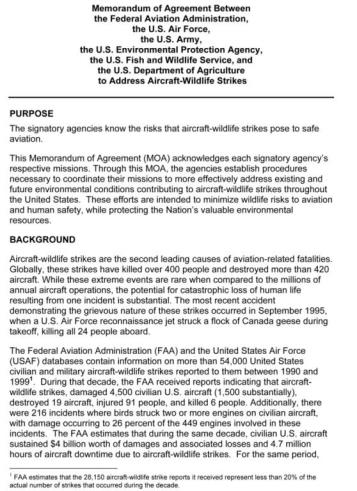 Memorandum of Agreement Between
the Federal Aviation Administration,
the U.S. Air Force,
the U.S. Army,
the U.S. Environmental Protection Agency,
the U.S. Fish and Wildlife Service, and
the U.S. Department of Agriculture
to Address Aircraft-Wildlife Strikes
PURPOSE
The signatory agencies know the risks that aircraft-wildlife strikes pose to safe
aviation.
This Memorandum of Agreement (MOA) acknowledges each signatory agency's
respective missions. Through this MOA, the agencies establish procedures
necessary to coordinate their missions to more effectively address existing and
future environmental conditions contributing to aircraft-wildlife strikes throughout
the United States. These efforts are intended to minimize wildlife risks to aviation
and human safety, while protecting the Nation's valuable environmental
resources.
BACKGROUND
Aircraft-wildlife strikes are the second leading causes of aviation-related fatalities.
Globally, these strikes have killed over 400 people and destroyed more than 420
aircraft. While these extreme events are rare when compared to the millions of
annual aircraft operations, the potential for catastrophic loss of human life
resulting from one incident is substantial. The most recent accident
demonstrating the grievous nature of these strikes occurred in September 1995,
when a U.S. Air Force reconnaissance jet struck a flock of Canada geese during
takeoff, killing all 24 people aboard.
The Federal Aviation Administration (FAA) and the United States Air Force
(USAF) databases contain information on more than 54,000 United States
civilian and military aircraft-wildlife strikes reported to them between 1990 and
1999¹. During that decade, the FAA received reports indicating that aircraft-
wildlife strikes, damaged 4,500 civilian U.S. aircraft (1,500 substantially),
destroyed 19 aircraft, injured 91 people, and killed 6 people. Additionally, there
were 216 incidents where birds struck two or more engines on civilian aircraft,
with damage occurring to 26 percent of the 449 engines involved in these
incidents. The FAA estimates that during the same decade, civilian U.S. aircraft
sustained $4 billion worth of damages and associated losses and 4.7 million
hours of aircraft downtime due to aircraft-wildlife strikes. For the same period,
¹ FAA estimates that the 28,150 aircraft-wildlife strike reports it received represent less than 20% of the
actual number of strikes that occurred during the decade.